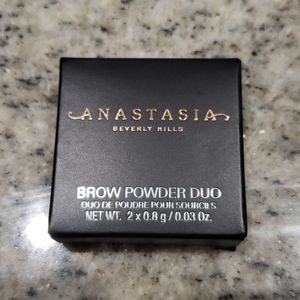 ANASTASIA
BEVERLY HILLS
BROW POWDER DUO
DUO DE POUDRE POUR SOURCILS
NET WT. 2 x 0.8 g / 0.03 Oz.